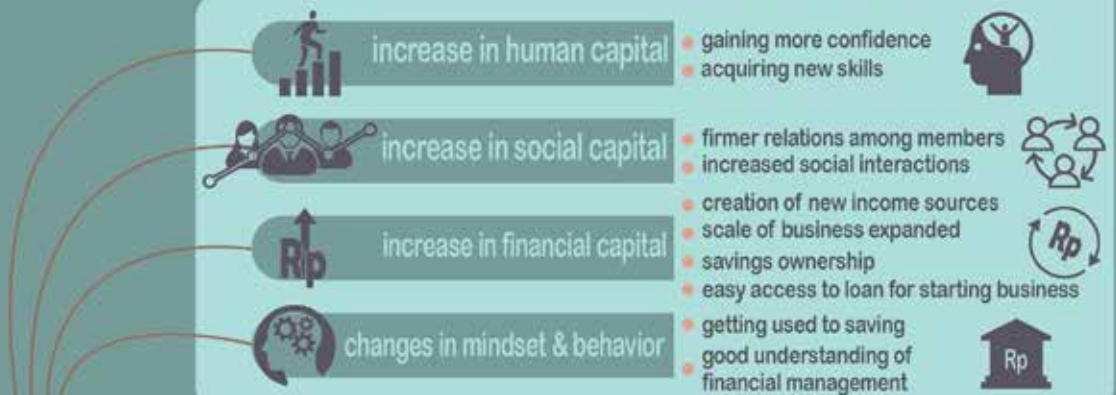 increase in human capital
gaining more confidence
acquiring new skills
increase in social capital
firmer relations among members
increased social interactions
Rp
increase in financial capital
creation of new income sources
scale of business expanded
savings ownership
easy access to loan for starting business
Rp
changes in mindset & behavior
getting used to saving
good understanding of
financial management
Rp